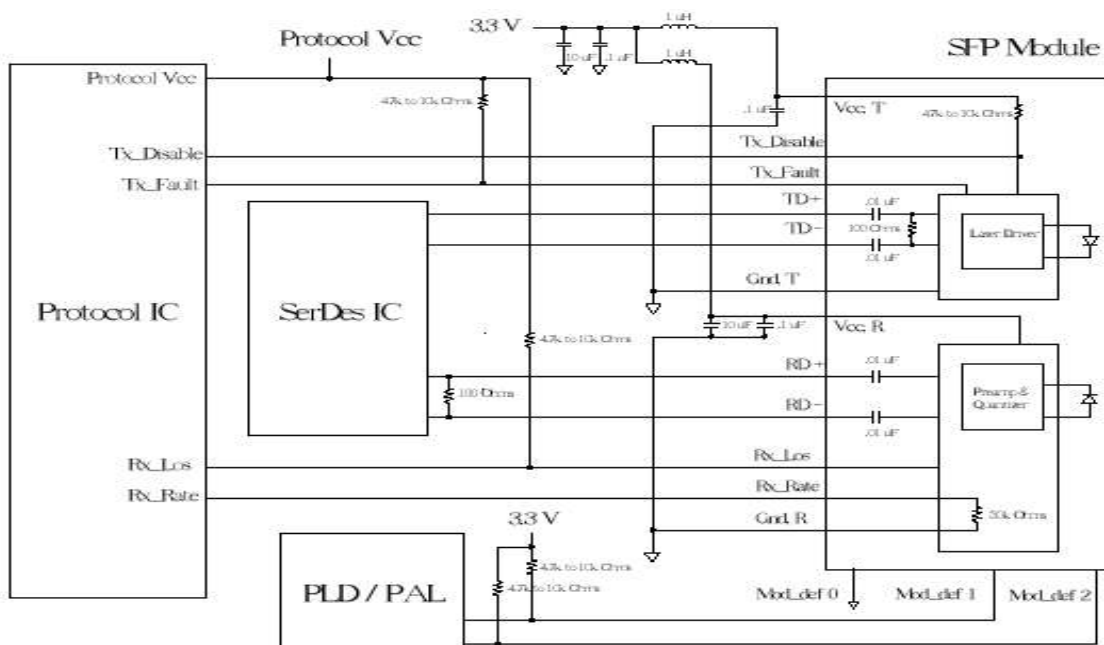 1 uH
3.3 V
Protocol Vcc
10 uF
.1 uF
1 uH
SFP Module
Protocol Vcc
4.7k to 10k Ohms
.1 uF
Vcc, T
4.7k to 10k Ohms
Tx_Disable
Tx_Disable
Tx_Fault
Tx_Fault
TD+
.01 uF
TD-
100 Ohms
Laser Driver
.01 uF
Gnd, T
Protocol IC
SerDes IC
10 uF
.1 uF
Vcc, R
4.7k to 10k Ohms
RD+
.01 uF
100 Ohms
Preamp &
Quantizer
RD-
.01 uF
Rx_Los
Rx_Los
Rx_Rate
Rx_Rate
3.3 V
Gnd, R
4.7k to 10k Ohms
4.7k to 10k Ohms
PLD / PAL
Mod_def 0
Mod_def 1
Mod_def 2